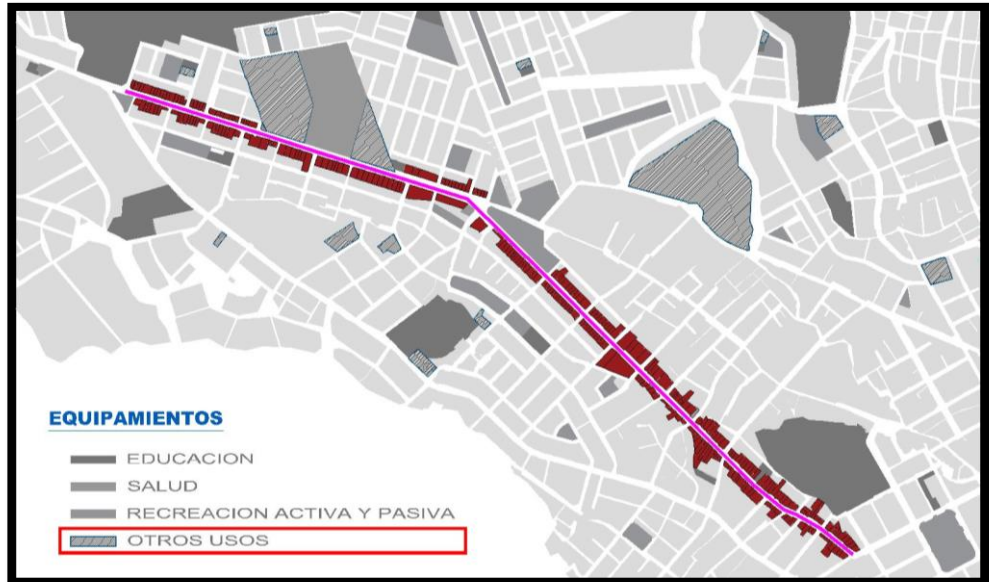 EQUIPAMIENTOS
EDUCACION
SALUD
RECREACION ACTIVA Y PASIVA
OTROS USOS